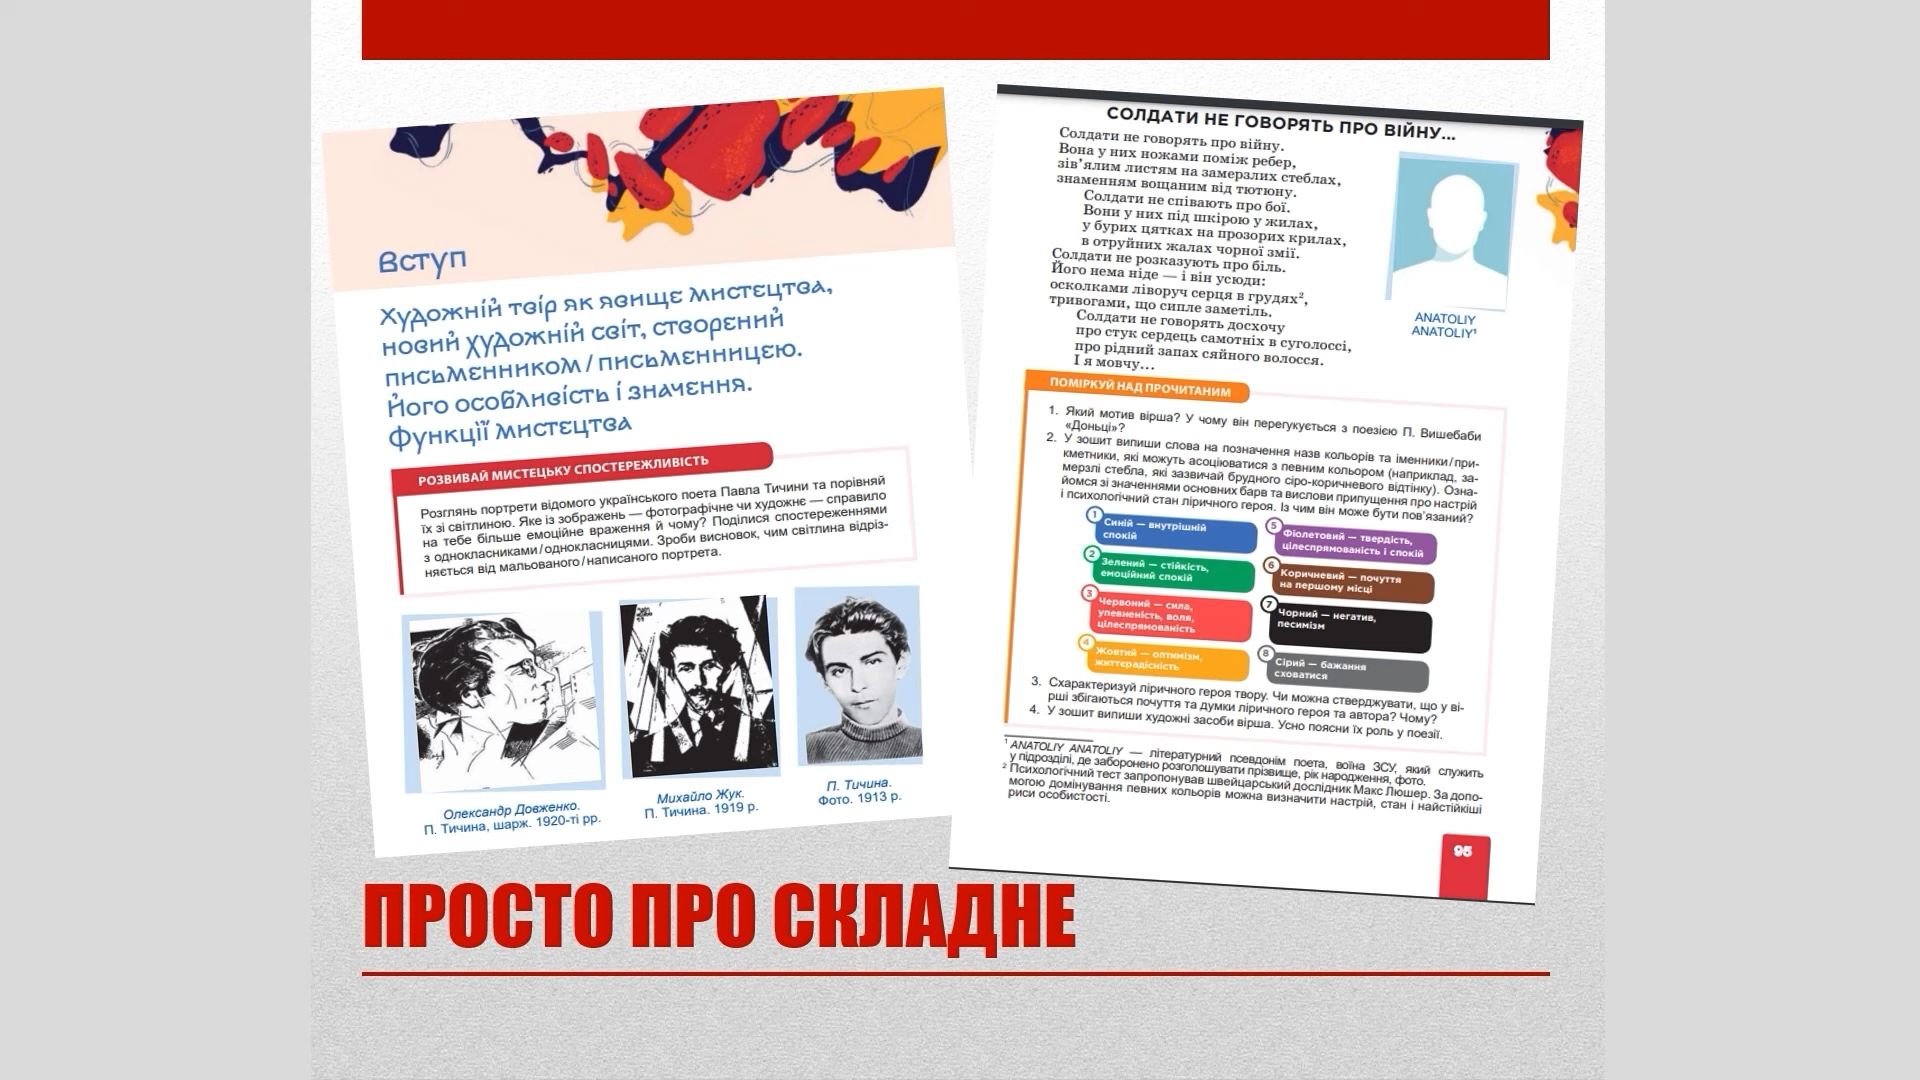 Вступ
Художній твір як явище мистецтва,
новий художній світ, створений
письменником / письменницею.
Його особливість і значення.
Функції мистецтва
РОЗВИВАЙ МИСТЕЦЬКУ СПОСТЕРЕЖЛИВІСТЬ
Розглянь портрети відомого українського поета Павла Тичини та порівняй
їх зі світлиною. Яке із зображень — фотографічне чи художнє — справило
на тебе більше емоційне враження й чому? Поділися спостереженнями
з однокласниками / однокласницями. Зроби висновок, чим світлина відріз-
няється від мальованого / написаного портрета.
Олександр Довженко.
П. Тичина, шарж. 1920-ті рр.
Михайло Жук.
П. Тичина. 1919 р.
П. Тичина.
Фото. 1913 р.
СОЛДАТИ НЕ ГОВОРЯТЬ ПРО ВІЙНУ...
Солдати не говорять про війну.
Вона у них ножами поміж ребер,
зів’ялим листям на замерзлих стеблах,
знаменням вощаним від тютюну.
Солдати не співають про бої.
Вони у них під шкірою у жилах,
у бурих цятках на прозорих крилах,
в отруйних жалах чорної змії.
Солдати не розказують про біль.
Його нема ніде — і він усюди:
осколками ліворуч серця в грудях²,
тривогами, що сипле заметіль.
Солдати не говорять досхочу
про стук сердець самотніх в суголоссі,
про рідний запах сяйного волосся.
І я мовчу...
ANATOLIY
ANATOLIY¹
ПОМІРКУЙ НАД ПРОЧИТАНИМ
1. Який мотив вірша? У чому він перегукується з поезією П. Вишебаби
«Доньці»?
2. У зошит випиши слова на позначення назв кольорів та іменники / при-
кметники, які можуть асоціюватися з певним кольором (наприклад, за-
мерзлі стебла, які зазвичай брудного сіро-коричневого відтінку). Озна-
йомся зі значеннями основних барв та вислови припущення про настрій
і психологічний стан ліричного героя. Із чим він може бути пов’язаний?
1 Синій — внутрішній
спокій
2 Зелений — стійкість,
емоційний спокій
3 Червоний — сила,
упевненість, воля,
цілеспрямованість
4 Жовтий — оптимізм,
життєрадісність
5 Фіолетовий — твердість,
цілеспрямованість і спокій
6 Коричневий — почуття
на першому місці
7 Чорний — негатив,
песимізм
8 Сірий — бажання
сховатися
3. Схарактеризуй ліричного героя твору. Чи можна стверджувати, що у ві-
рші збігаються почуття та думки ліричного героя та автора? Чому?
4. У зошит випиши художні засоби вірша. Усно поясни їх роль у поезії.
¹ ANATOLIY ANATOLIY — літературний псевдонім поета, воїна ЗСУ, який служить
у підрозділі, де заборонено розголошувати прізвище, рік народження, фото.
² Психологічний тест запропонував швейцарський дослідник Макс Люшер. За допо-
могою домінування певних кольорів можна визначити настрій, стан і найстійкіші
риси особистості.
95
ПРОСТО ПРО СКЛАДНЕ